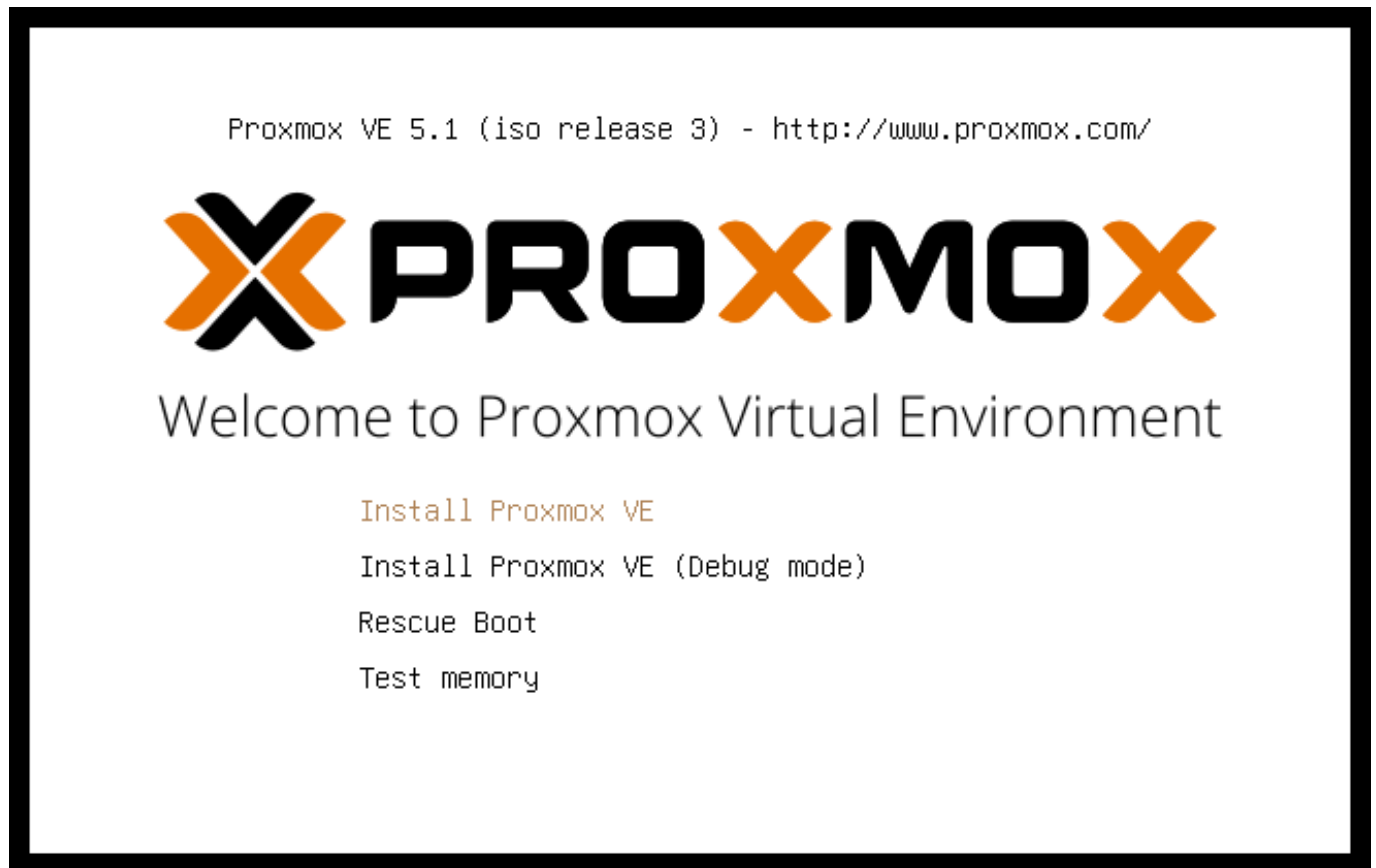 Proxmox VE 5.1 (iso release 3) - http://www.proxmox.com/
PROXMOX
Welcome to Proxmox Virtual Environment
Install Proxmox VE
Install Proxmox VE (Debug mode)
Rescue Boot
Test memory